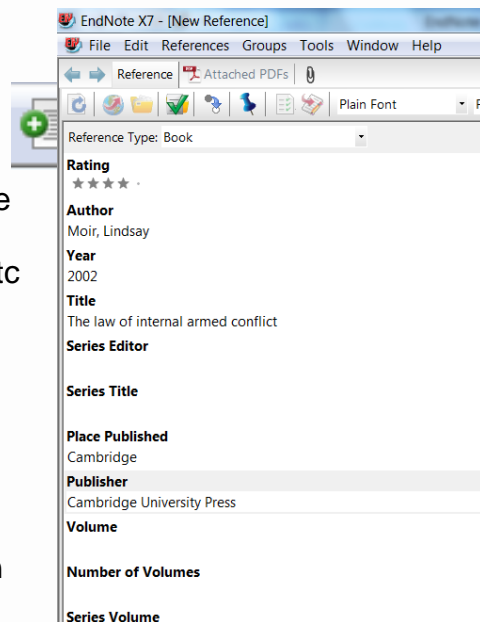 EndNote X7 - [New Reference]
File Edit References Groups Tools Window Help
Reference Attached PDFs
Plain Font
Reference Type: Book
Rating
Author
Moir, Lindsay
tc
Year
2002
Title
The law of internal armed conflict
Series Editor
Series Title
Place Published
Cambridge
Publisher
Cambridge University Press
Volume
Number of Volumes
Series Volume